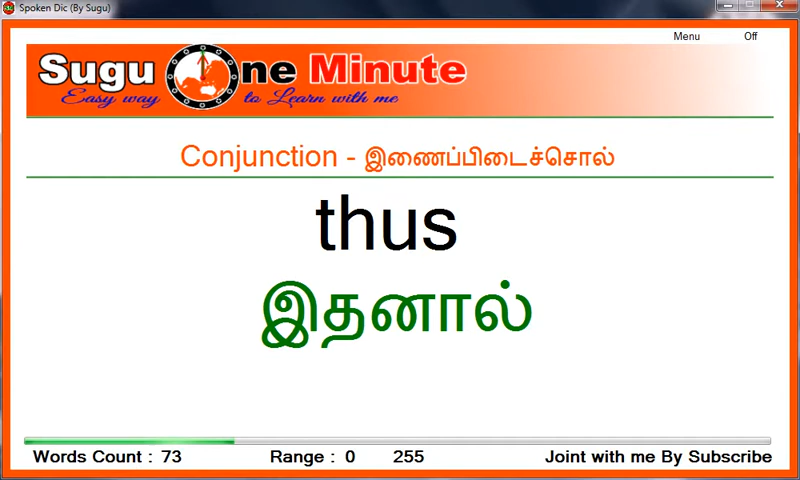 Spoken Dic (By Sugu)
Menu Off
Sugu One Minute
Easy way to Learn with me
Conjunction - இணைப்பிடைச்சொல்
thus
இதனால்
Words Count : 73 Range : 0 255 Joint with me By Subscribe